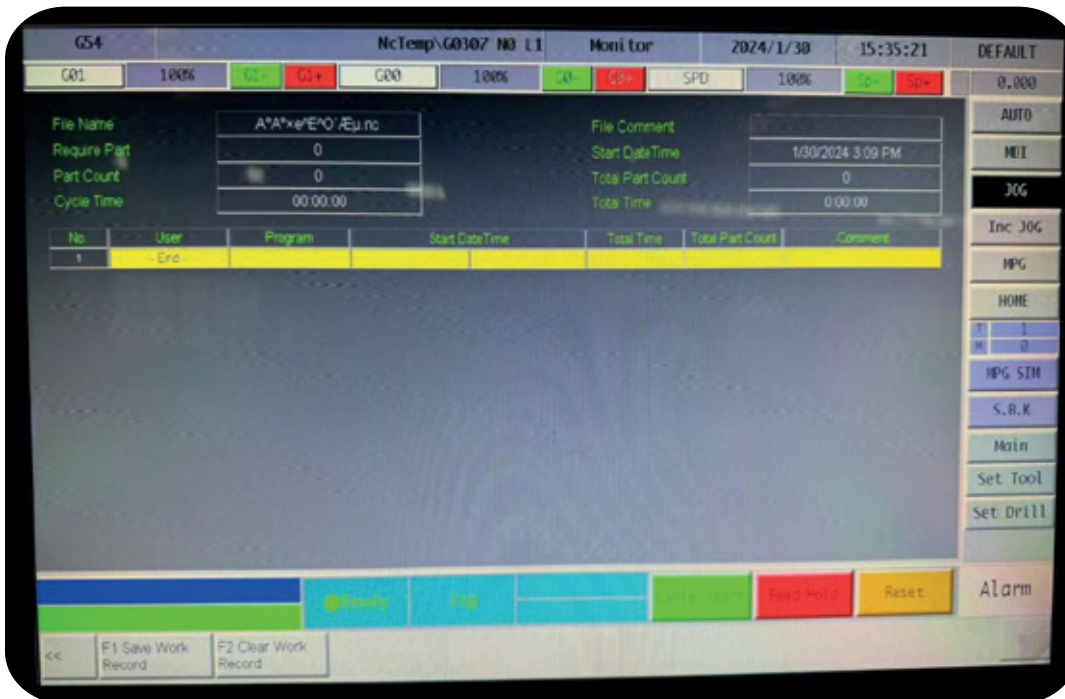 G54 NcTemp\G0307 N0 L1 Monitor 2024/1/30 15:35:21 DEFAULT
G01 100% G1- G1+ G00 100% G0- G0+ SPD 100% Sp- Sp+ 0.000
File Name A°A°×e^E^O´Æµ.nc File Comment
Require Part 0 Start DateTime 1/30/2024 3:09 PM
Part Count 0 Total Part Count 0
Cycle Time 00:00:00 Total Time 0:00:00
No. User Program Start DateTime Total Time Total Part Count Comment
1 - End -
AUTO
MDI
JOG
Inc JOG
MPG
HOME
T 1
M 0
MPG SIM
S.B.K
Main
Set Tool
Set Drill
Ready Jog Cycle Start Feed Hold Reset Alarm
<< F1 Save Work Record F2 Clear Work Record